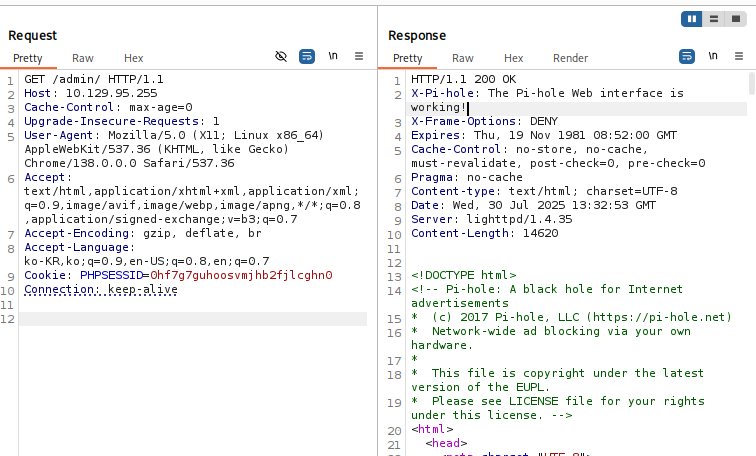 Request
Pretty Raw Hex
\n
1 GET /admin/ HTTP/1.1
2 Host: 10.129.95.255
3 Cache-Control: max-age=0
4 Upgrade-Insecure-Requests: 1
5 User-Agent: Mozilla/5.0 (X11; Linux x86_64)
AppleWebKit/537.36 (KHTML, like Gecko)
Chrome/138.0.0.0 Safari/537.36
6 Accept:
text/html,application/xhtml+xml,application/xml;
q=0.9,image/avif,image/webp,image/apng,*/*;q=0.8
,application/signed-exchange;v=b3;q=0.7
7 Accept-Encoding: gzip, deflate, br
8 Accept-Language:
ko-KR,ko;q=0.9,en-US;q=0.8,en;q=0.7
9 Cookie: PHPSESSID=0hf7g7guhoosvmjhb2fjlcghn0
10 Connection: keep-alive
11
12
Response
Pretty Raw Hex Render
\n
1 HTTP/1.1 200 OK
2 X-Pi-hole: The Pi-hole Web interface is
working!
3 X-Frame-Options: DENY
4 Expires: Thu, 19 Nov 1981 08:52:00 GMT
5 Cache-Control: no-store, no-cache,
must-revalidate, post-check=0, pre-check=0
6 Pragma: no-cache
7 Content-type: text/html; charset=UTF-8
8 Date: Wed, 30 Jul 2025 13:32:53 GMT
9 Server: lighttpd/1.4.35
10 Content-Length: 14620
11
12
13 <!DOCTYPE html>
14 <!-- Pi-hole: A black hole for Internet
advertisements
15 * (c) 2017 Pi-hole, LLC (https://pi-hole.net)
16 * Network-wide ad blocking via your own
hardware.
17 *
18 * This file is copyright under the latest
version of the EUPL.
19 * Please see LICENSE file for your rights
under this license. -->
20 <html>
21 <head>